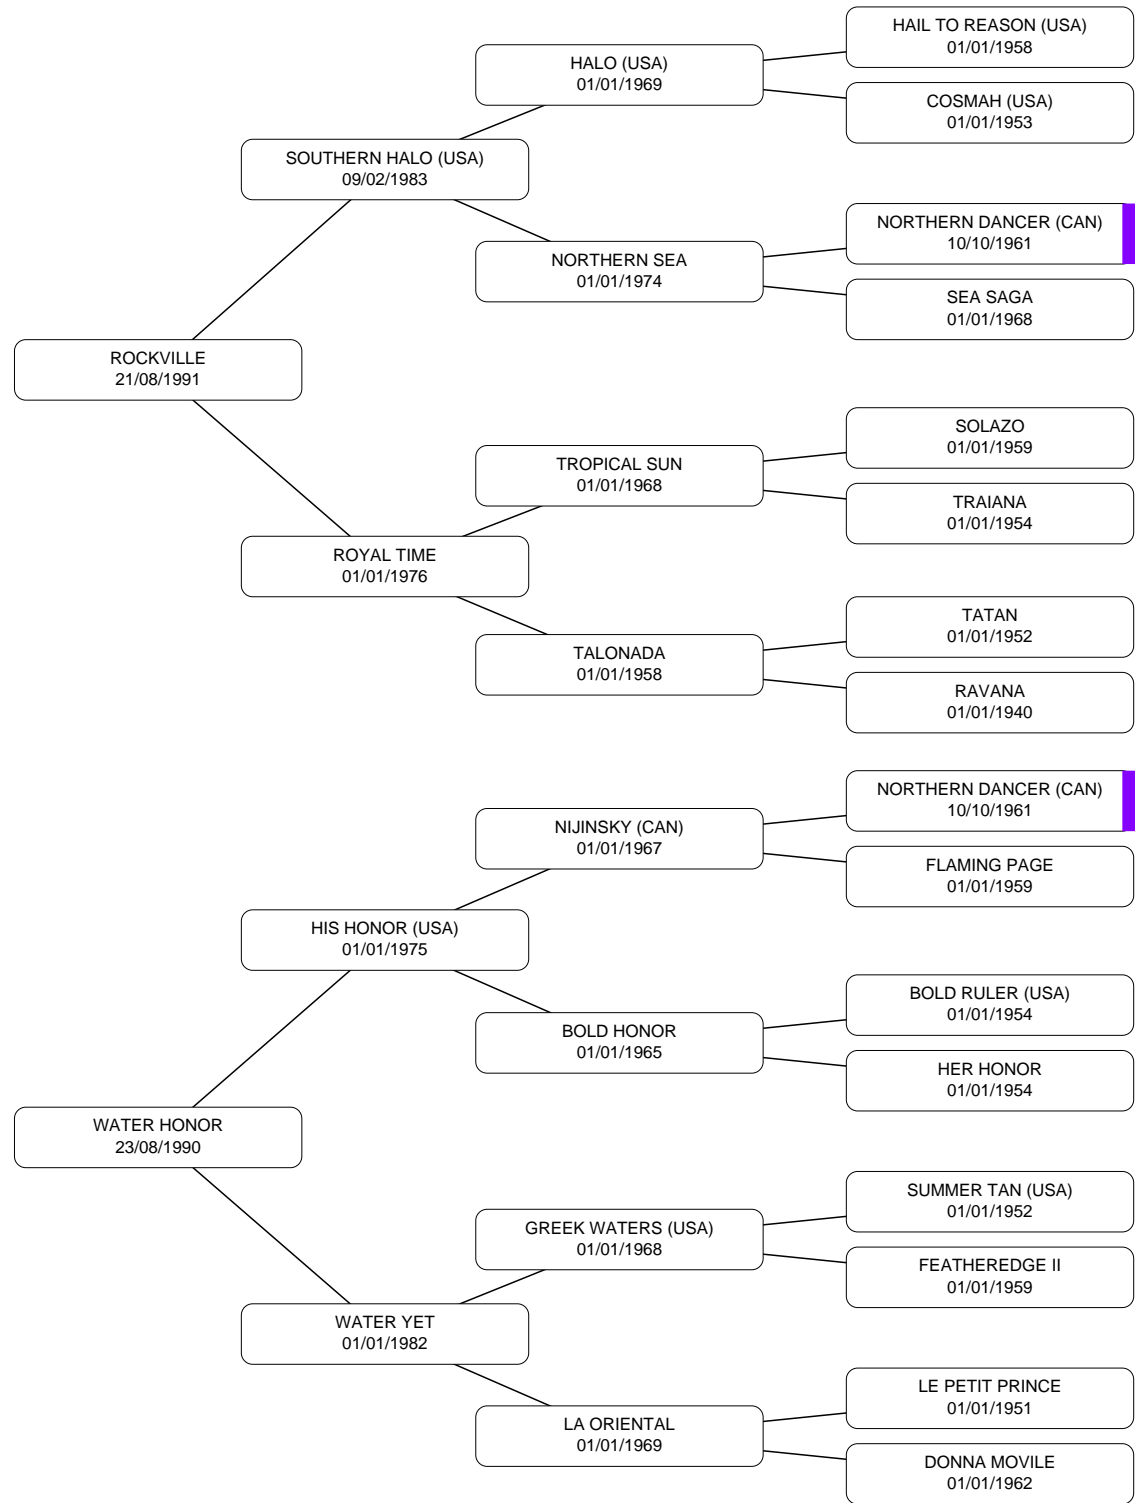 HAIL TO REASON (USA)
01/01/1958
HALO (USA)
01/01/1969
COSMAH (USA)
01/01/1953
SOUTHERN HALO (USA)
09/02/1983
NORTHERN DANCER (CAN)
10/10/1961
NORTHERN SEA
01/01/1974
SEA SAGA
01/01/1968
ROCKVILLE
21/08/1991
SOLAZO
01/01/1959
TROPICAL SUN
01/01/1968
TRAIANA
01/01/1954
ROYAL TIME
01/01/1976
TATAN
01/01/1952
TALONADA
01/01/1958
RAVANA
01/01/1940
NORTHERN DANCER (CAN)
10/10/1961
NIJINSKY (CAN)
01/01/1967
FLAMING PAGE
01/01/1959
HIS HONOR (USA)
01/01/1975
BOLD RULER (USA)
01/01/1954
BOLD HONOR
01/01/1965
HER HONOR
01/01/1954
WATER HONOR
23/08/1990
SUMMER TAN (USA)
01/01/1952
GREEK WATERS (USA)
01/01/1968
FEATHEREDGE II
01/01/1959
WATER YET
01/01/1982
LE PETIT PRINCE
01/01/1951
LA ORIENTAL
01/01/1969
DONNA MOVILE
01/01/1962